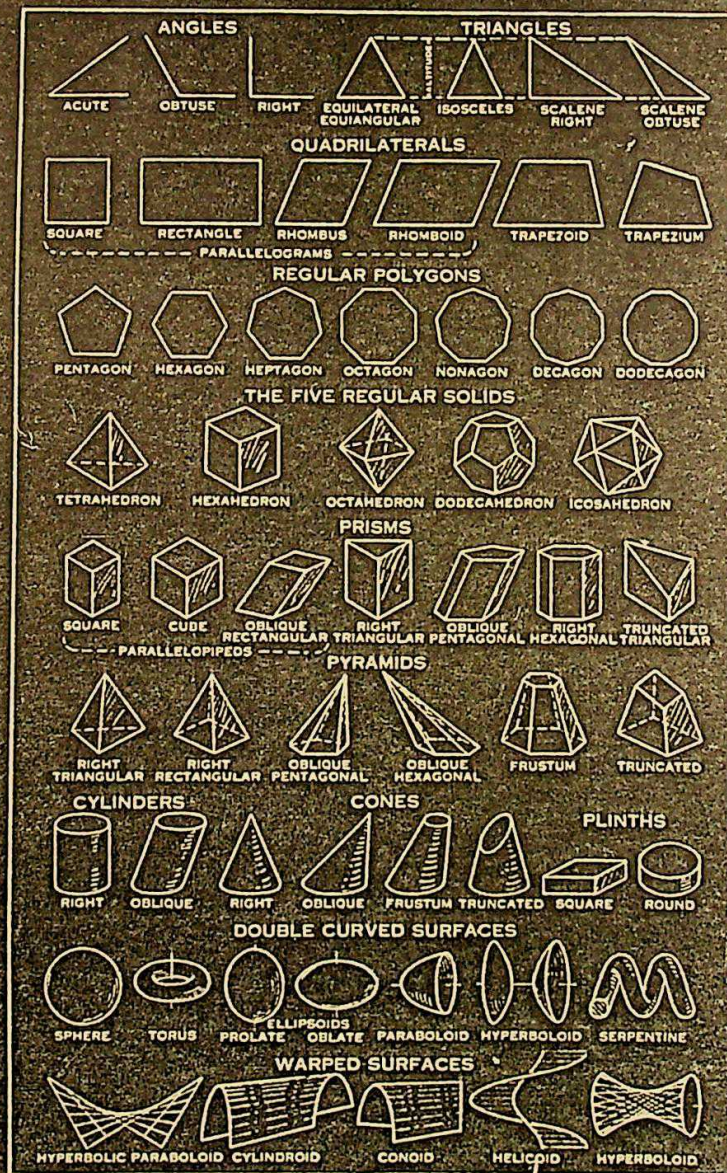 ANGLES TRIANGLES
ALTITUDE
ACUTE OBTUSE RIGHT EQUILATERAL EQUIANGULAR ISOSCELES SCALENE RIGHT SCALENE OBTUSE
QUADRILATERALS
SQUARE RECTANGLE RHOMBUS RHOMBOID TRAPEZOID TRAPEZIUM
PARALLELOGRAMS
REGULAR POLYGONS
PENTAGON HEXAGON HEPTAGON OCTAGON NONAGON DECAGON DODECAGON
THE FIVE REGULAR SOLIDS
TETRAHEDRON HEXAHEDRON OCTAHEDRON DODECAHEDRON ICOSAHEDRON
PRISMS
SQUARE CUBE OBLIQUE RECTANGULAR RIGHT TRIANGULAR OBLIQUE PENTAGONAL RIGHT HEXAGONAL TRUNCATED TRIANGULAR
PARALLELOPIPEDS
PYRAMIDS
RIGHT TRIANGULAR RIGHT RECTANGULAR OBLIQUE PENTAGONAL OBLIQUE HEXAGONAL FRUSTUM TRUNCATED
CYLINDERS CONES PLINTHS
RIGHT OBLIQUE RIGHT OBLIQUE FRUSTUM TRUNCATED SQUARE ROUND
DOUBLE CURVED SURFACES
SPHERE TORUS PROLATE ELLIPSOIDS OBLATE PARABOLOID HYPERBOLOID SERPENTINE
WARPED SURFACES
HYPERBOLIC PARABOLOID CYLINDROID CONOID HELICOID HYPERBOLOID